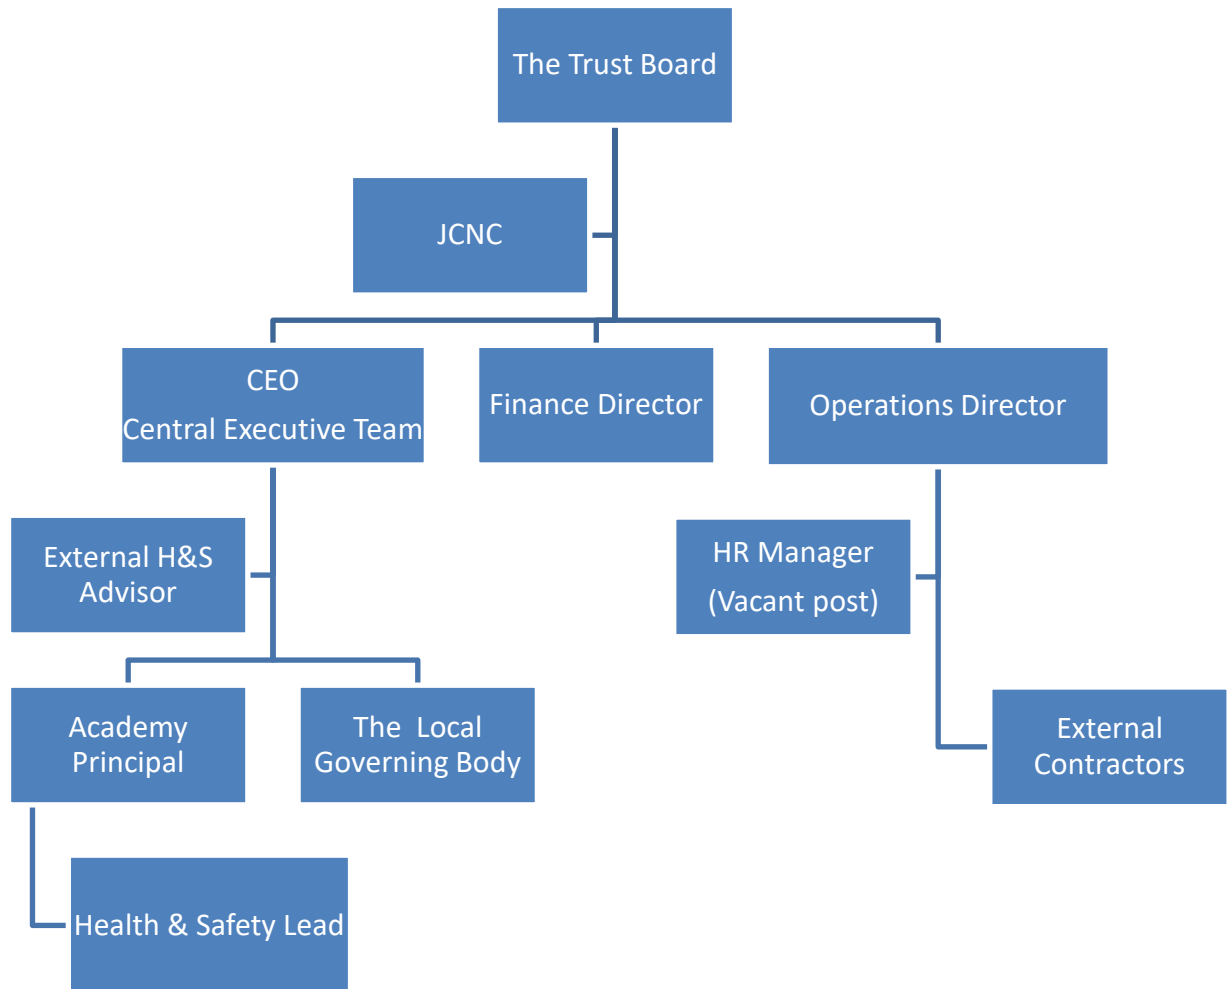 The Trust Board
JCNC
CEO
Central Executive Team
Finance Director
Operations Director
External H&S
Advisor
HR Manager
(Vacant post)
Academy
Principal
The Local
Governing Body
External
Contractors
Health & Safety Lead